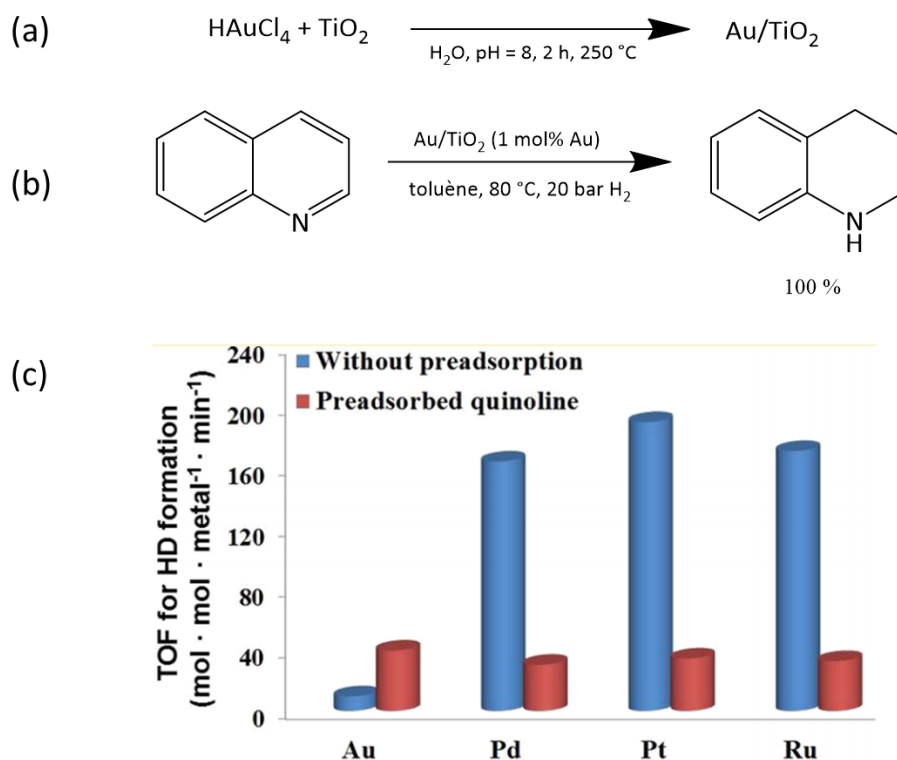 (a)
HAuCl4 + TiO2
H2O, pH = 8, 2 h, 250 °C
Au/TiO2
(b)
N
Au/TiO2 (1 mol% Au)
toluène, 80 °C, 20 bar H2
N
H
100 %
(c)
TOF for HD formation
(mol · mol · metal-1 · min-1)
240
200
160
120
80
40
0
Without preadsorption
Preadsorbed quinoline
Au Pd Pt Ru